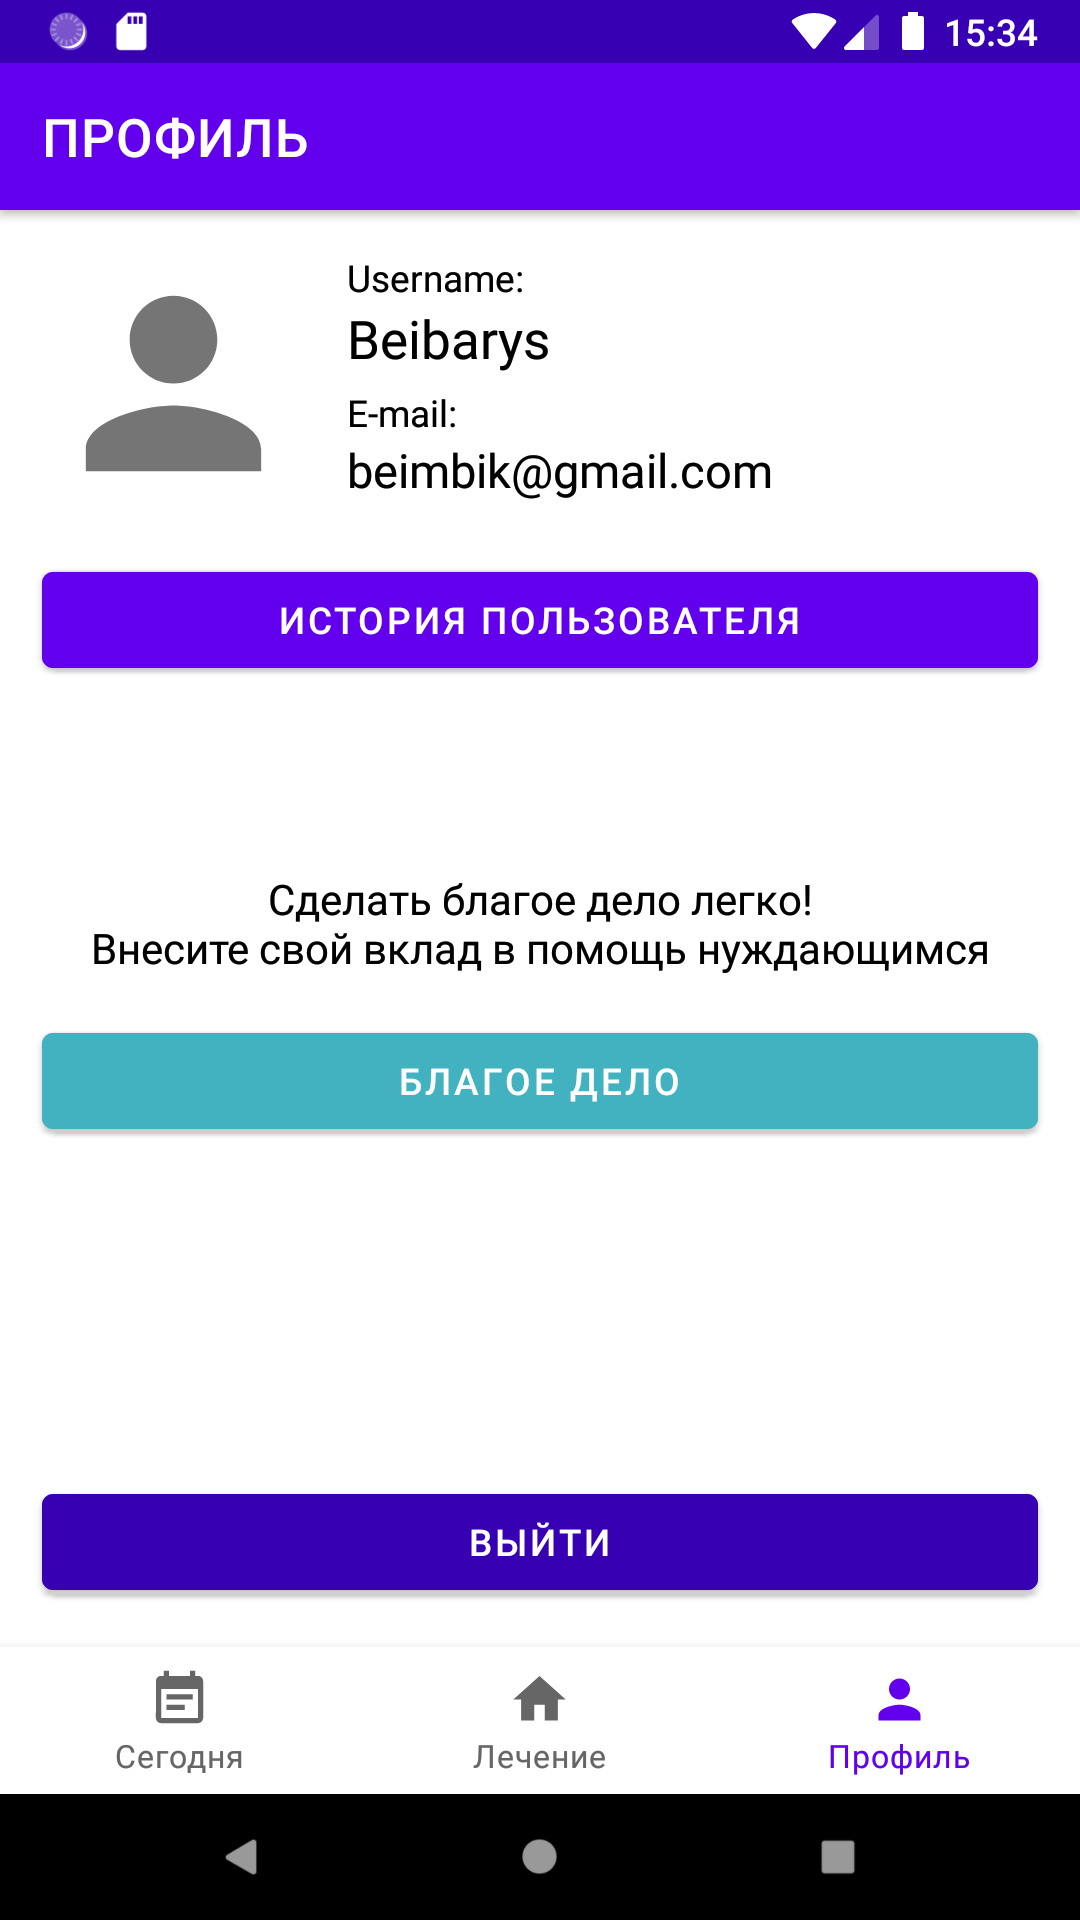 15:34
ПРОФИЛЬ
Username:
Beibarys
E-mail:
beimbik@gmail.com
ИСТОРИЯ ПОЛЬЗОВАТЕЛЯ
Сделать благое дело легко!
Внесите свой вклад в помощь нуждающимся
БЛАГОЕ ДЕЛО
ВЫЙТИ
Сегодня
Лечение
Профиль